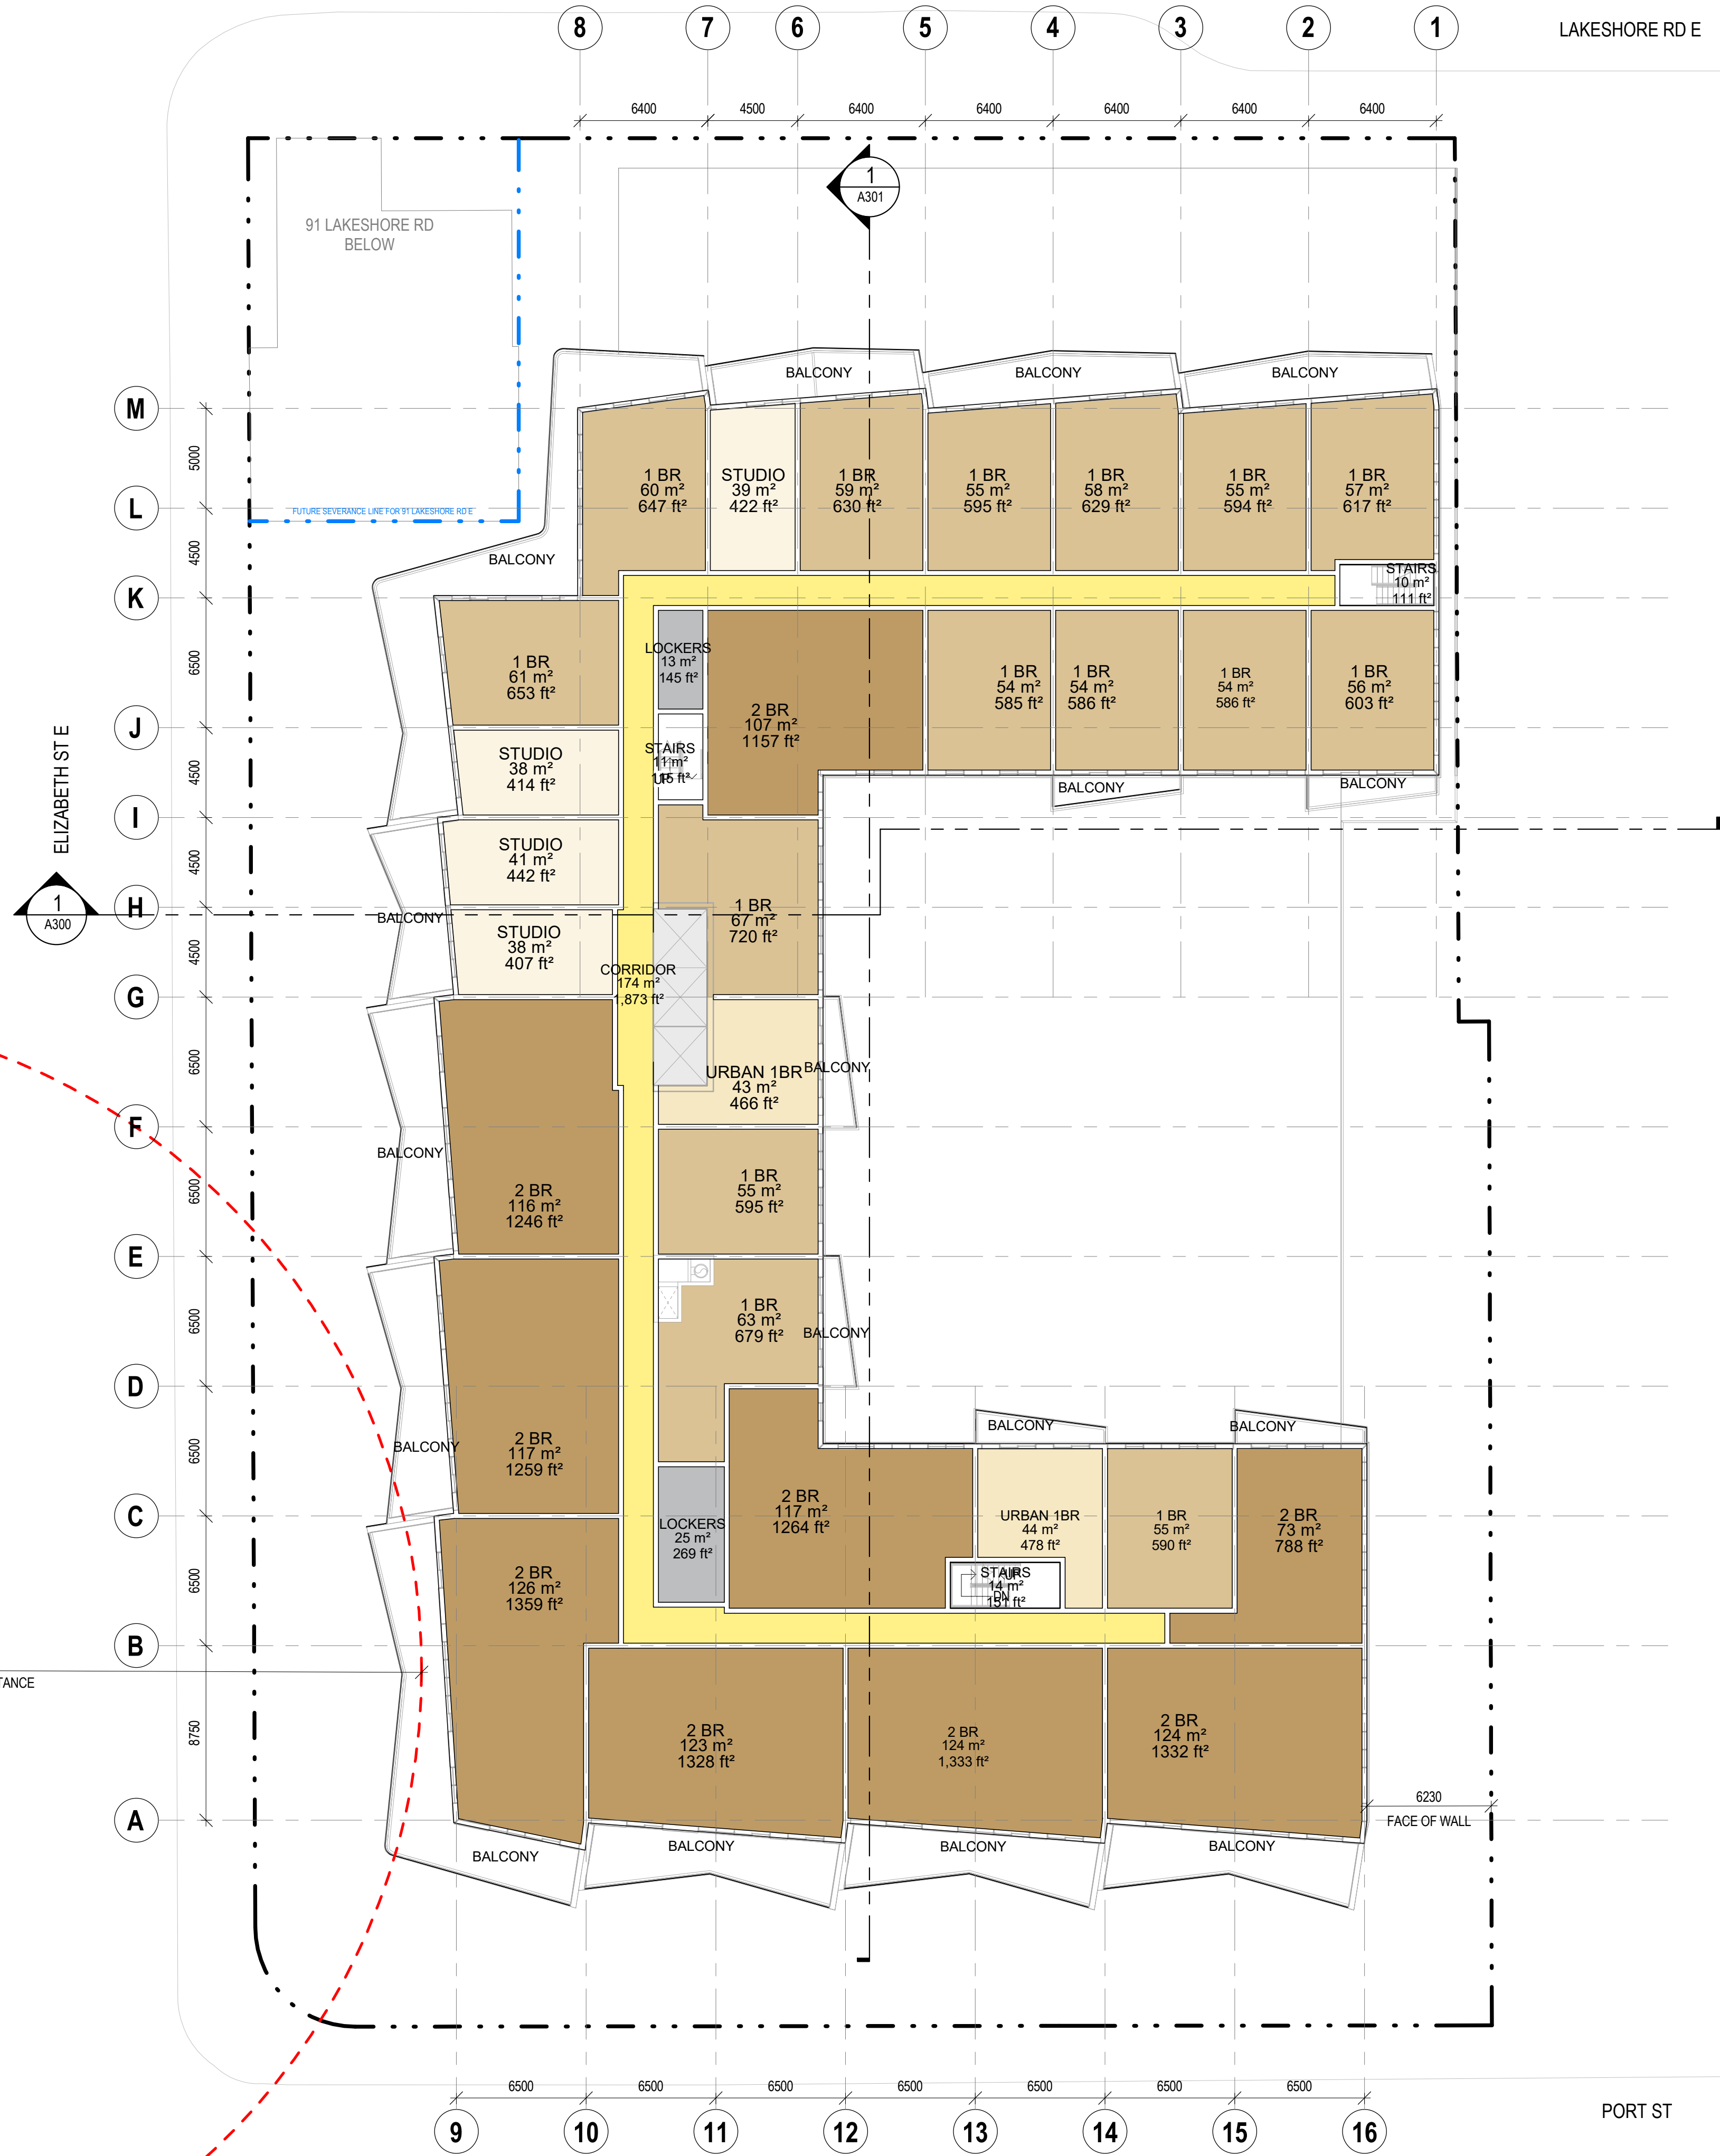 8
7
6
5
4
3
2
1
LAKESHORE RD E
6400
4500
6400
6400
6400
6400
6400
1
A301
91 LAKESHORE RD
BELOW
FUTURE SEVERANCE LINE FOR 91 LAKESHORE RD E
BALCONY
BALCONY
BALCONY
BALCONY
M
L
K
J
I
H
G
F
E
D
C
B
A
5000
4500
6500
4500
4500
4500
6500
6500
6500
6500
6500
8750
ELIZABETH ST E
1
A300
1 BR
60 m²
647 ft²
STUDIO
39 m²
422 ft²
1 BR
59 m²
630 ft²
1 BR
55 m²
595 ft²
1 BR
58 m²
629 ft²
1 BR
55 m²
594 ft²
1 BR
57 m²
617 ft²
STAIRS
10 m²
111 ft²
1 BR
61 m²
653 ft²
LOCKERS
13 m²
145 ft²
2 BR
107 m²
1157 ft²
1 BR
54 m²
585 ft²
1 BR
54 m²
586 ft²
1 BR
54 m²
586 ft²
1 BR
56 m²
603 ft²
STAIRS
11 m²
115 ft²
UP
BALCONY
BALCONY
STUDIO
38 m²
414 ft²
STUDIO
41 m²
442 ft²
BALCONY
STUDIO
38 m²
407 ft²
1 BR
67 m²
720 ft²
CORRIDOR
174 m²
1,873 ft²
URBAN 1BR
43 m²
466 ft²
BALCONY
BALCONY
2 BR
116 m²
1246 ft²
1 BR
55 m²
595 ft²
1 BR
63 m²
679 ft²
BALCONY
BALCONY
2 BR
117 m²
1259 ft²
BALCONY
BALCONY
2 BR
117 m²
1264 ft²
LOCKERS
25 m²
269 ft²
URBAN 1BR
44 m²
478 ft²
1 BR
55 m²
590 ft²
2 BR
73 m²
788 ft²
2 BR
126 m²
1359 ft²
STAIRS
14 m²
151 ft²
UP
DN
TANCE
2 BR
123 m²
1328 ft²
2 BR
124 m²
1,333 ft²
2 BR
124 m²
1332 ft²
6230
FACE OF WALL
BALCONY
BALCONY
BALCONY
BALCONY
6500
6500
6500
6500
6500
6500
6500
9
10
11
12
13
14
15
16
PORT ST